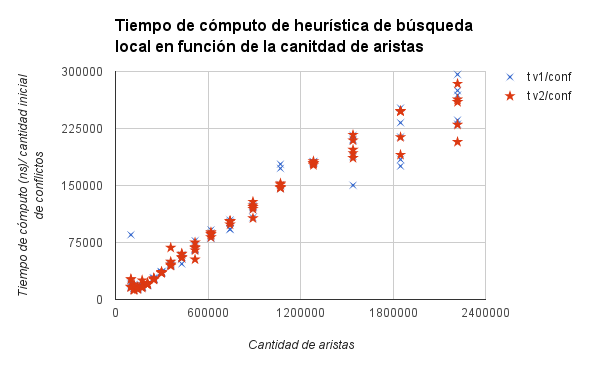 Tiempo de cómputo de heurística de búsqueda
local en función de la canitdad de aristas
Tiempo de cómputo (ns)/ cantidad inicial
de conflictos
300000
225000
150000
75000
0
0
600000
1200000
1800000
2400000
Cantidad de aristas
t v1/conf
t v2/conf